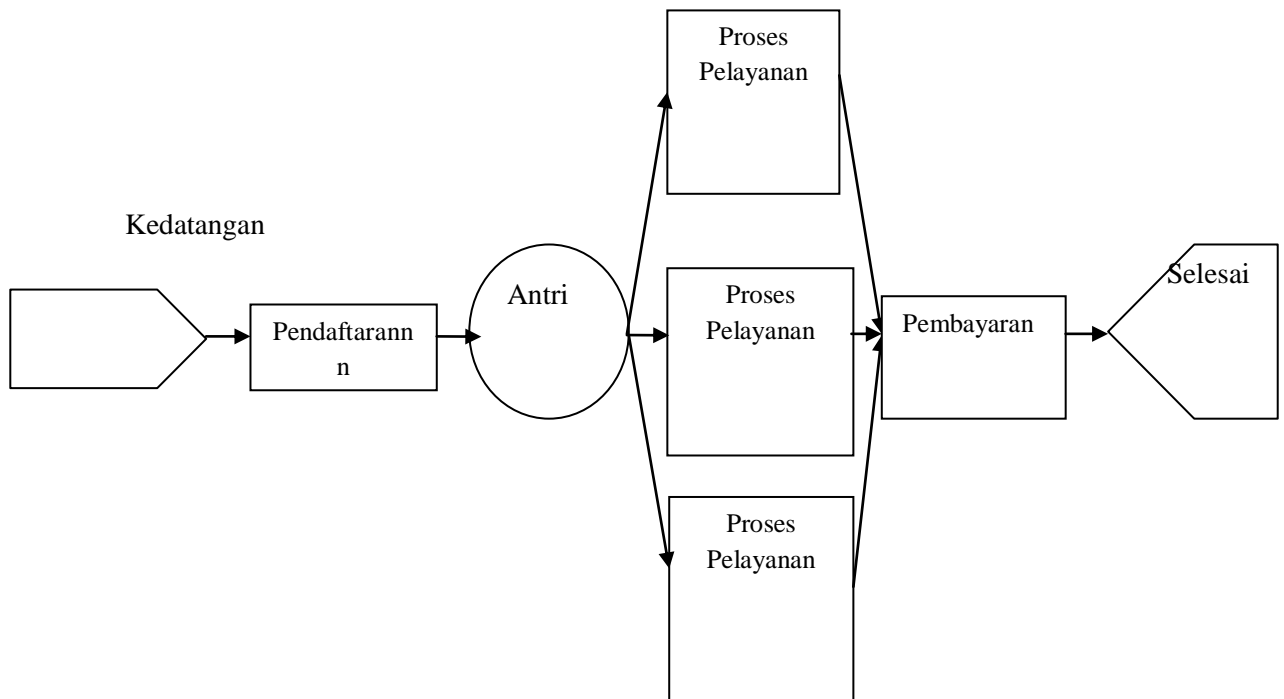 Kedatangan
Pendaftarann
n
Antri
Proses
Pelayanan
Proses
Pelayanan
Proses
Pelayanan
Pembayaran
Selesai